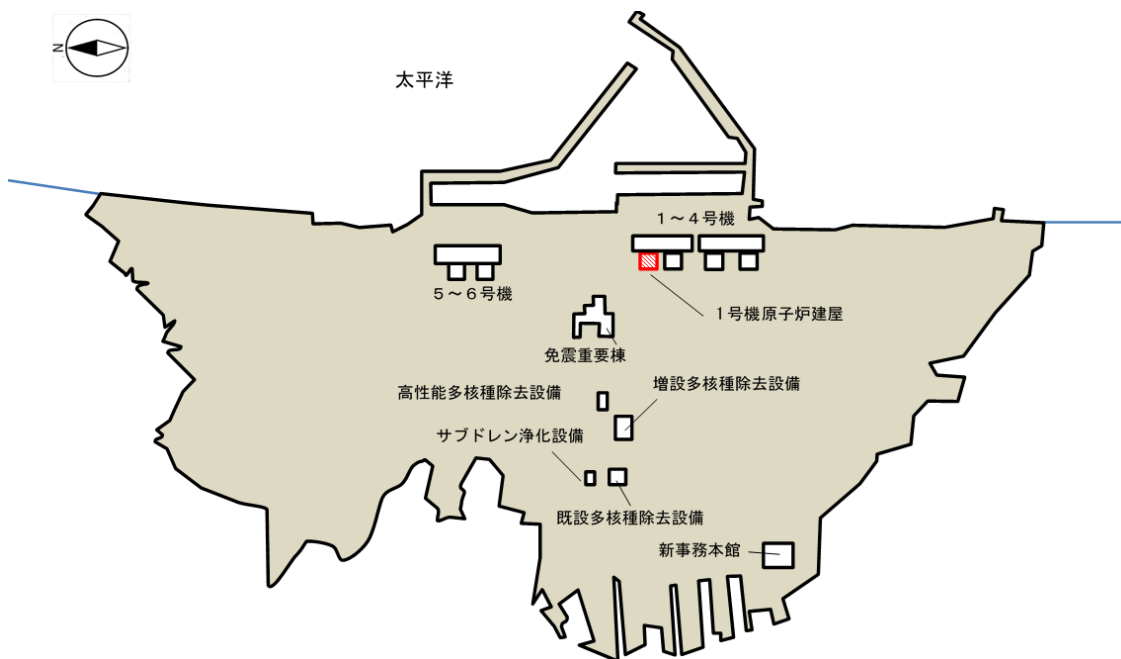 N
太平洋
1～4号機
5～6号機
1号機原子炉建屋
免震重要棟
高性能多核種除去設備
増設多核種除去設備
サブドレン浄化設備
既設多核種除去設備
新事務本館